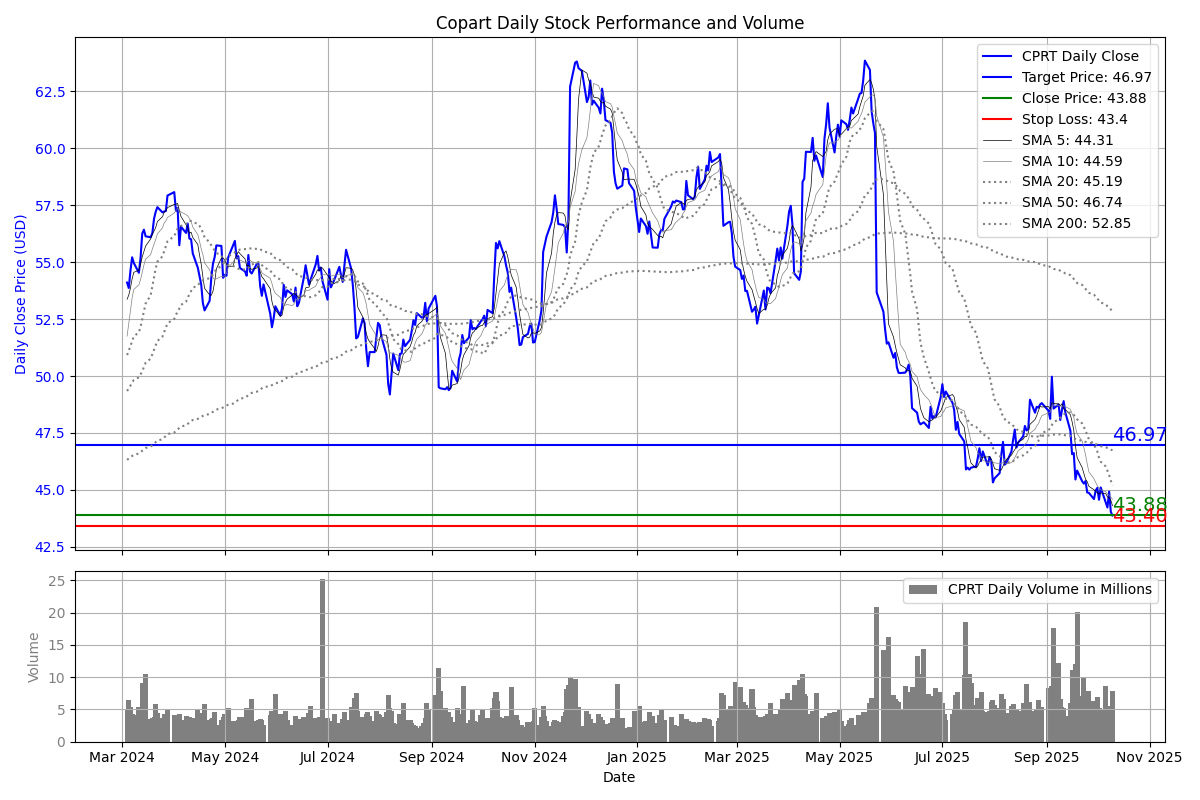 Copart Daily Stock Performance and Volume
Daily Close Price (USD)
62.5
60.0
57.5
55.0
52.5
50.0
47.5
45.0
42.5
CPRT Daily Close
Target Price: 46.97
Close Price: 43.88
Stop Loss: 43.4
SMA 5: 44.31
SMA 10: 44.59
SMA 20: 45.19
SMA 50: 46.74
SMA 200: 52.85
46.97
43.88
43.40
Volume
25
20
15
10
5
0
CPRT Daily Volume in Millions
Mar 2024 May 2024 Jul 2024 Sep 2024 Nov 2024 Jan 2025 Mar 2025 May 2025 Jul 2025 Sep 2025 Nov 2025
Date